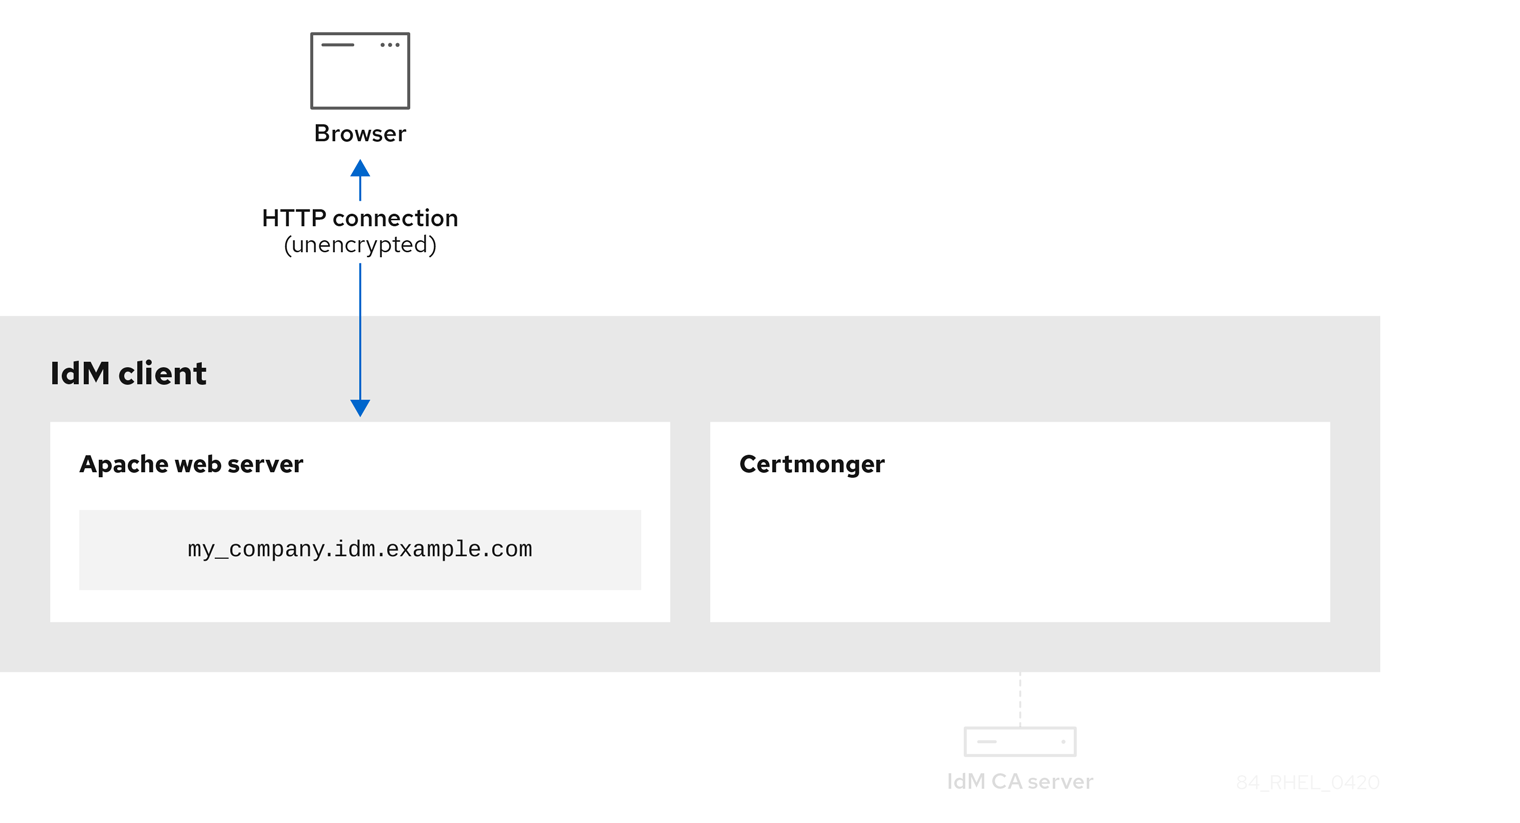 Browser
HTTP connection
(unencrypted)
IdM client
Apache web server
my_company.idm.example.com
Certmonger
IdM CA server
84_RHEL_0420